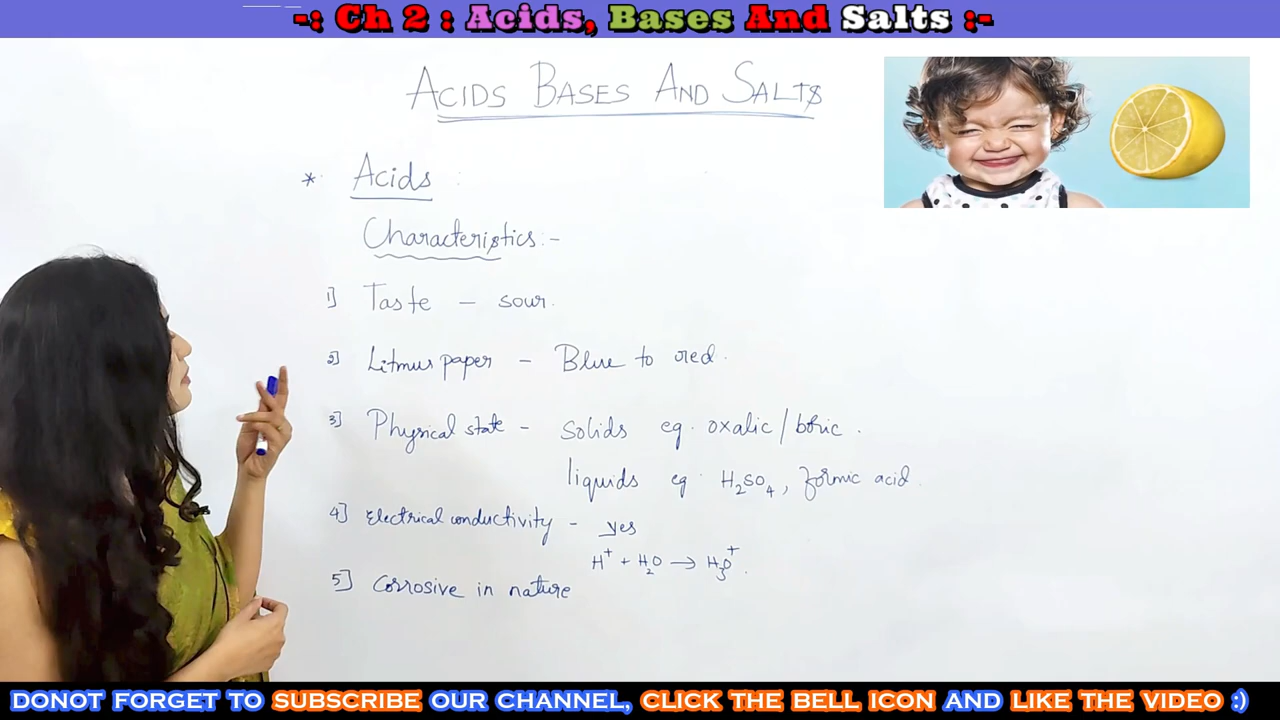 -: Ch 2 : Acids, Bases And Salts :-
ACIDS BASES AND SALTS
* Acids :
Characteristics :-
1] Taste - sour.
2] Litmus paper - Blue to red.
3] Physical state - solids eg. oxalic/boric.
liquids eg. H₂SO₄, formic acid
4] Electrical conductivity - yes
H⁺ + H₂O → H₃O⁺.
5] Corrosive in nature
DONOT FORGET TO SUBSCRIBE OUR CHANNEL, CLICK THE BELL ICON AND LIKE THE VIDEO :)